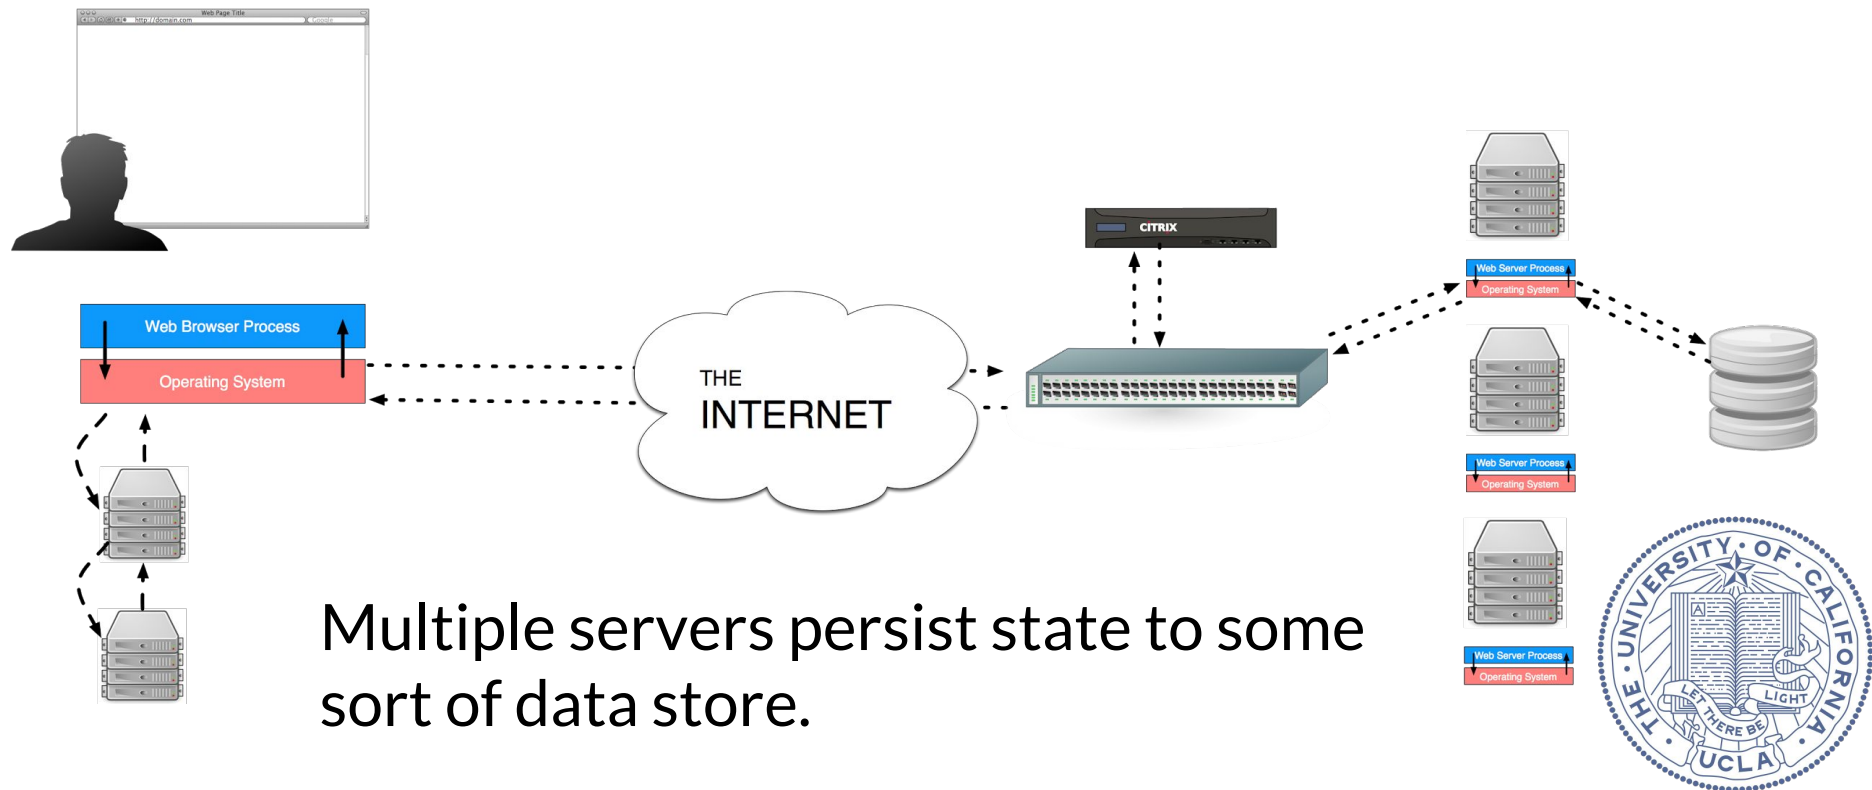 Web Page Title
http://domain.com
Google
CITRIX
Web Server Process
Operating System
Web Browser Process
Operating System
THE
INTERNET
Web Server Process
Operating System
Multiple servers persist state to some
sort of data store.
Web Server Process
Operating System
THE · UNIVERSITY · OF · CALIFORNIA ·
A
LET THERE BE LIGHT
UCLA